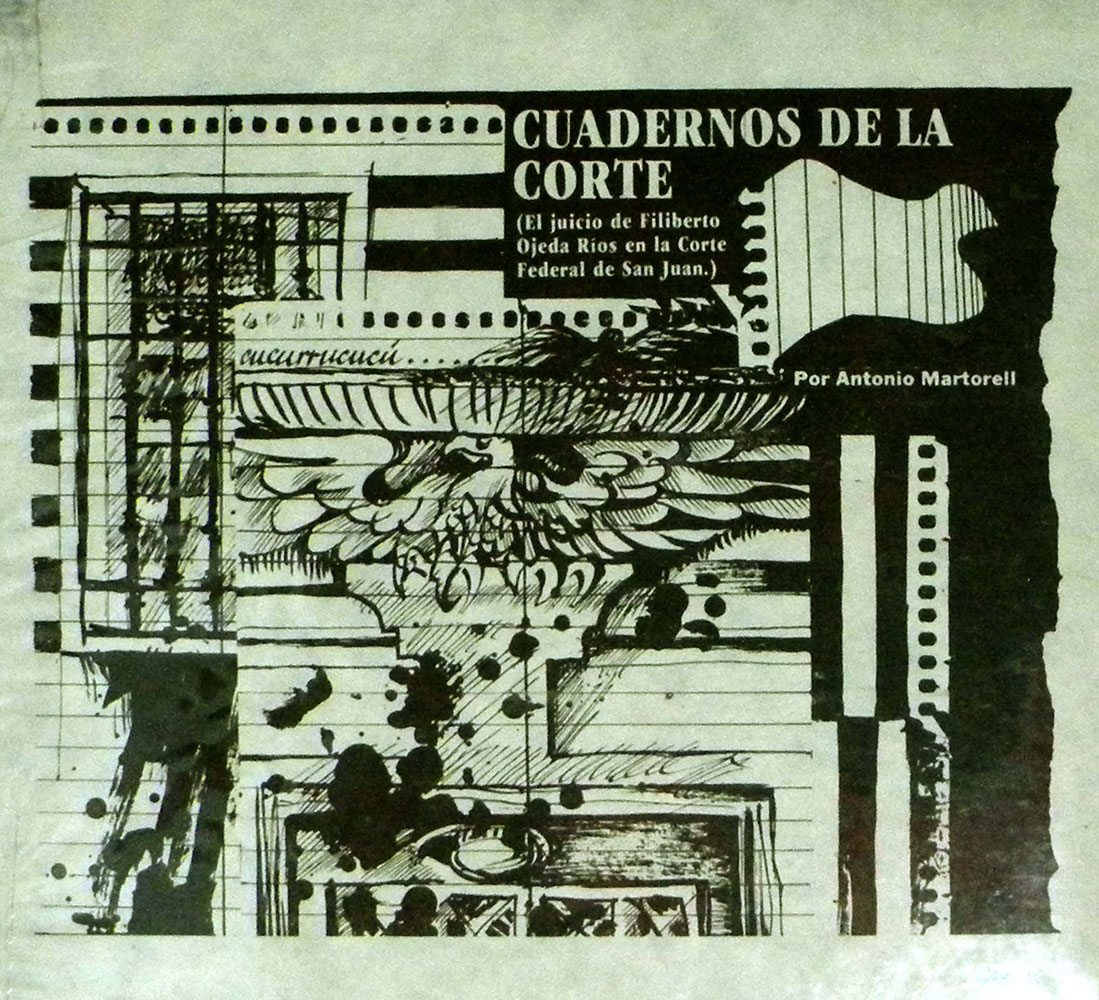 CUADERNOS DE LA
CORTE
(El juicio de Filiberto
Ojeda Ríos en la Corte
Federal de San Juan.)
cucurrucucú.....
Por Antonio Martorell